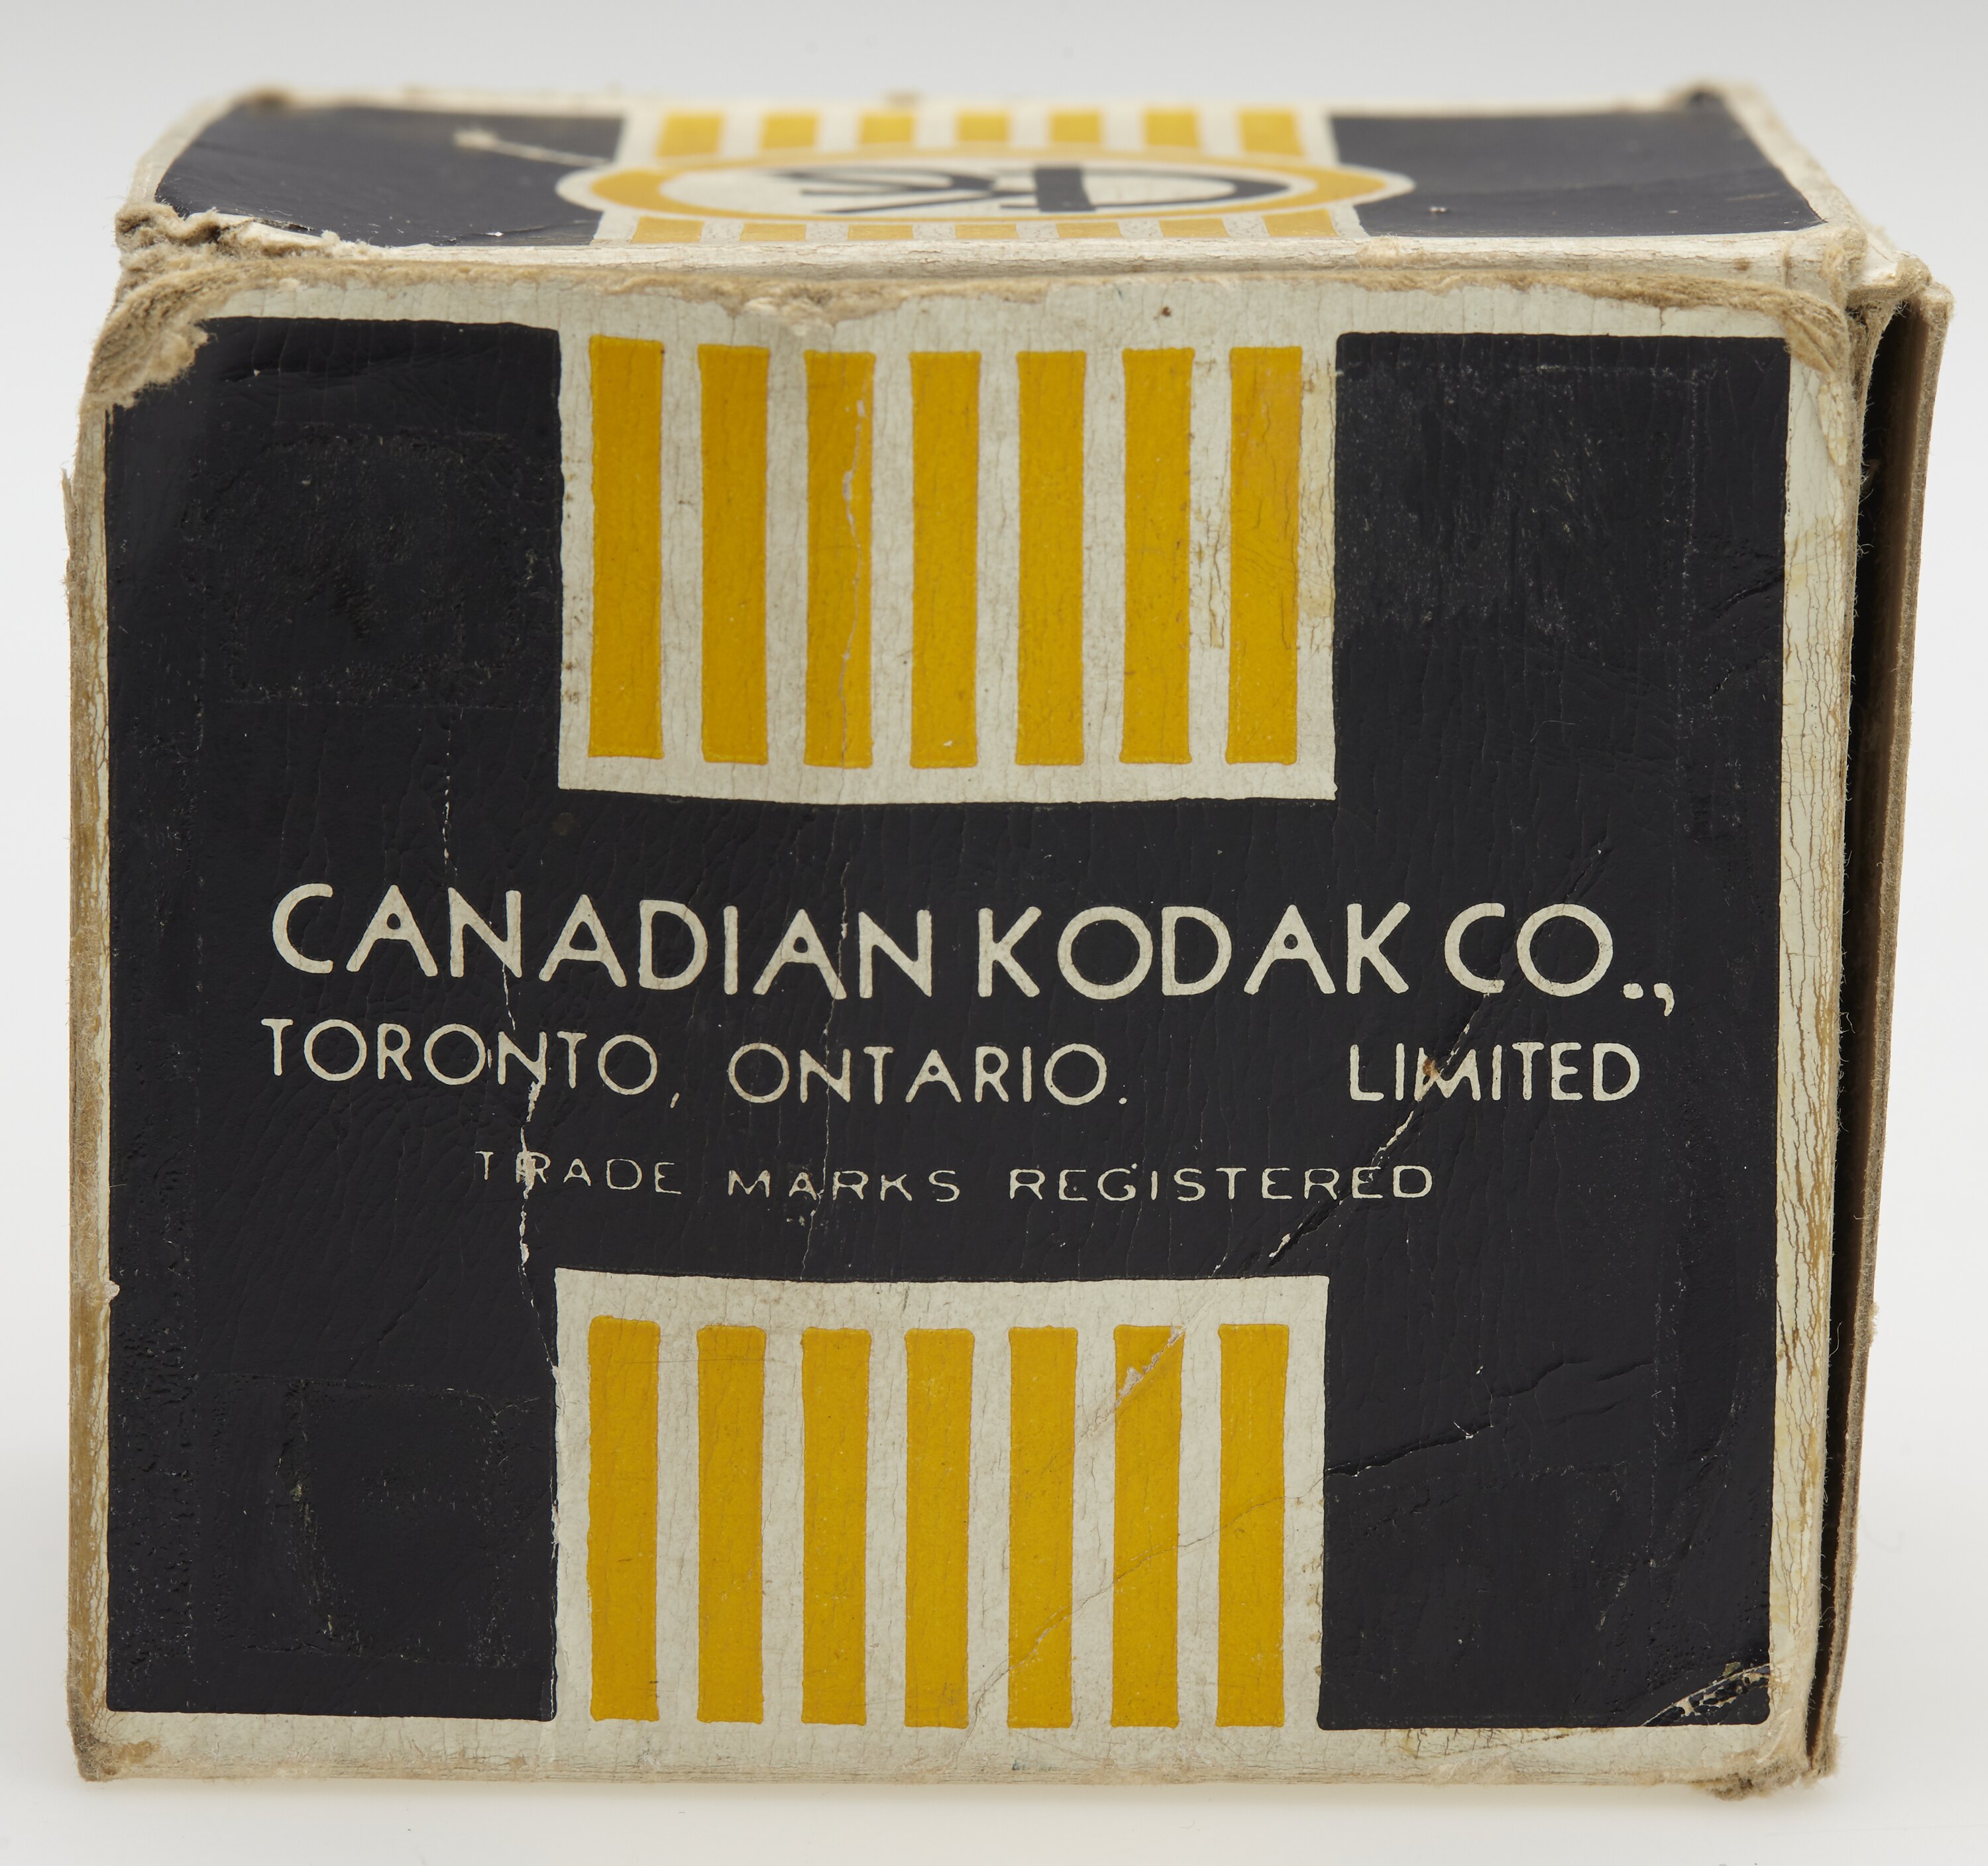 CANADIAN KODAK CO.,
TORONTO, ONTARIO. LIMITED
TRADE MARKS REGISTERED